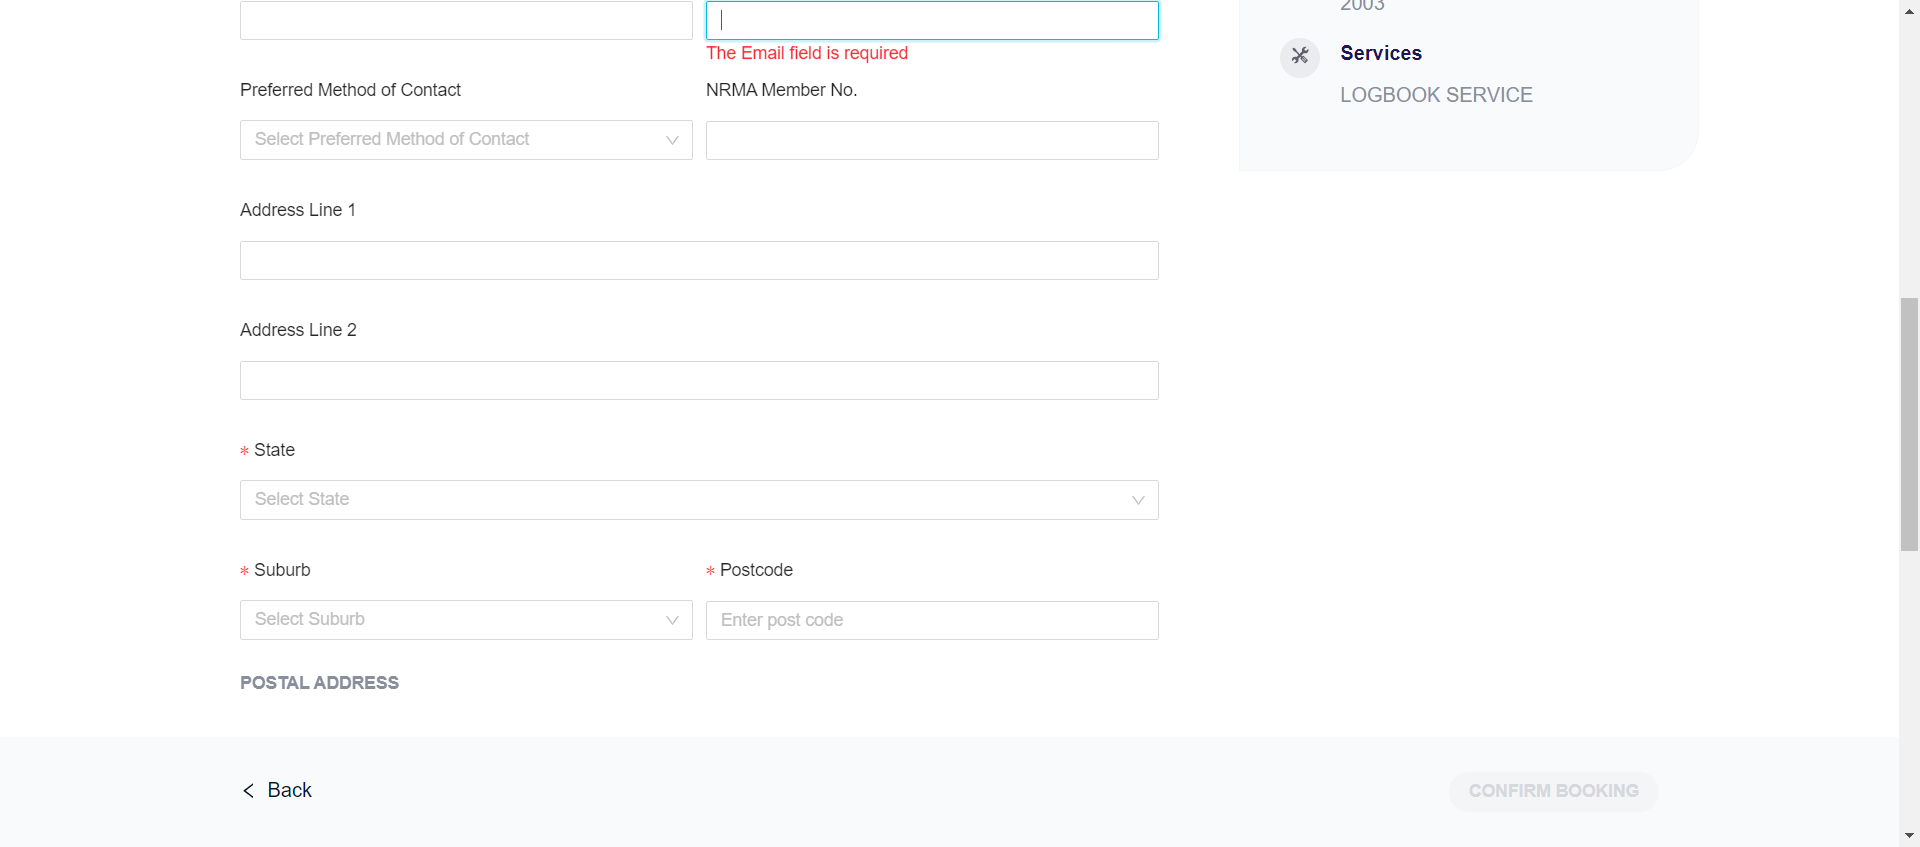 The Email field is required
Preferred Method of Contact
NRMA Member No.
Select Preferred Method of Contact
Address Line 1
Address Line 2
* State
Select State
* Suburb
* Postcode
Select Suburb
Enter post code
POSTAL ADDRESS
2003
Services
LOGBOOK SERVICE
Back
CONFIRM BOOKING